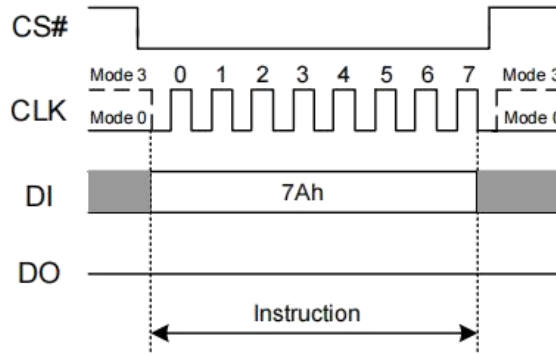 CS#
Mode 3 0 1 2 3 4 5 6 7 Mode 3
CLK
Mode 0 Mode 0
DI 7Ah
DO
Instruction